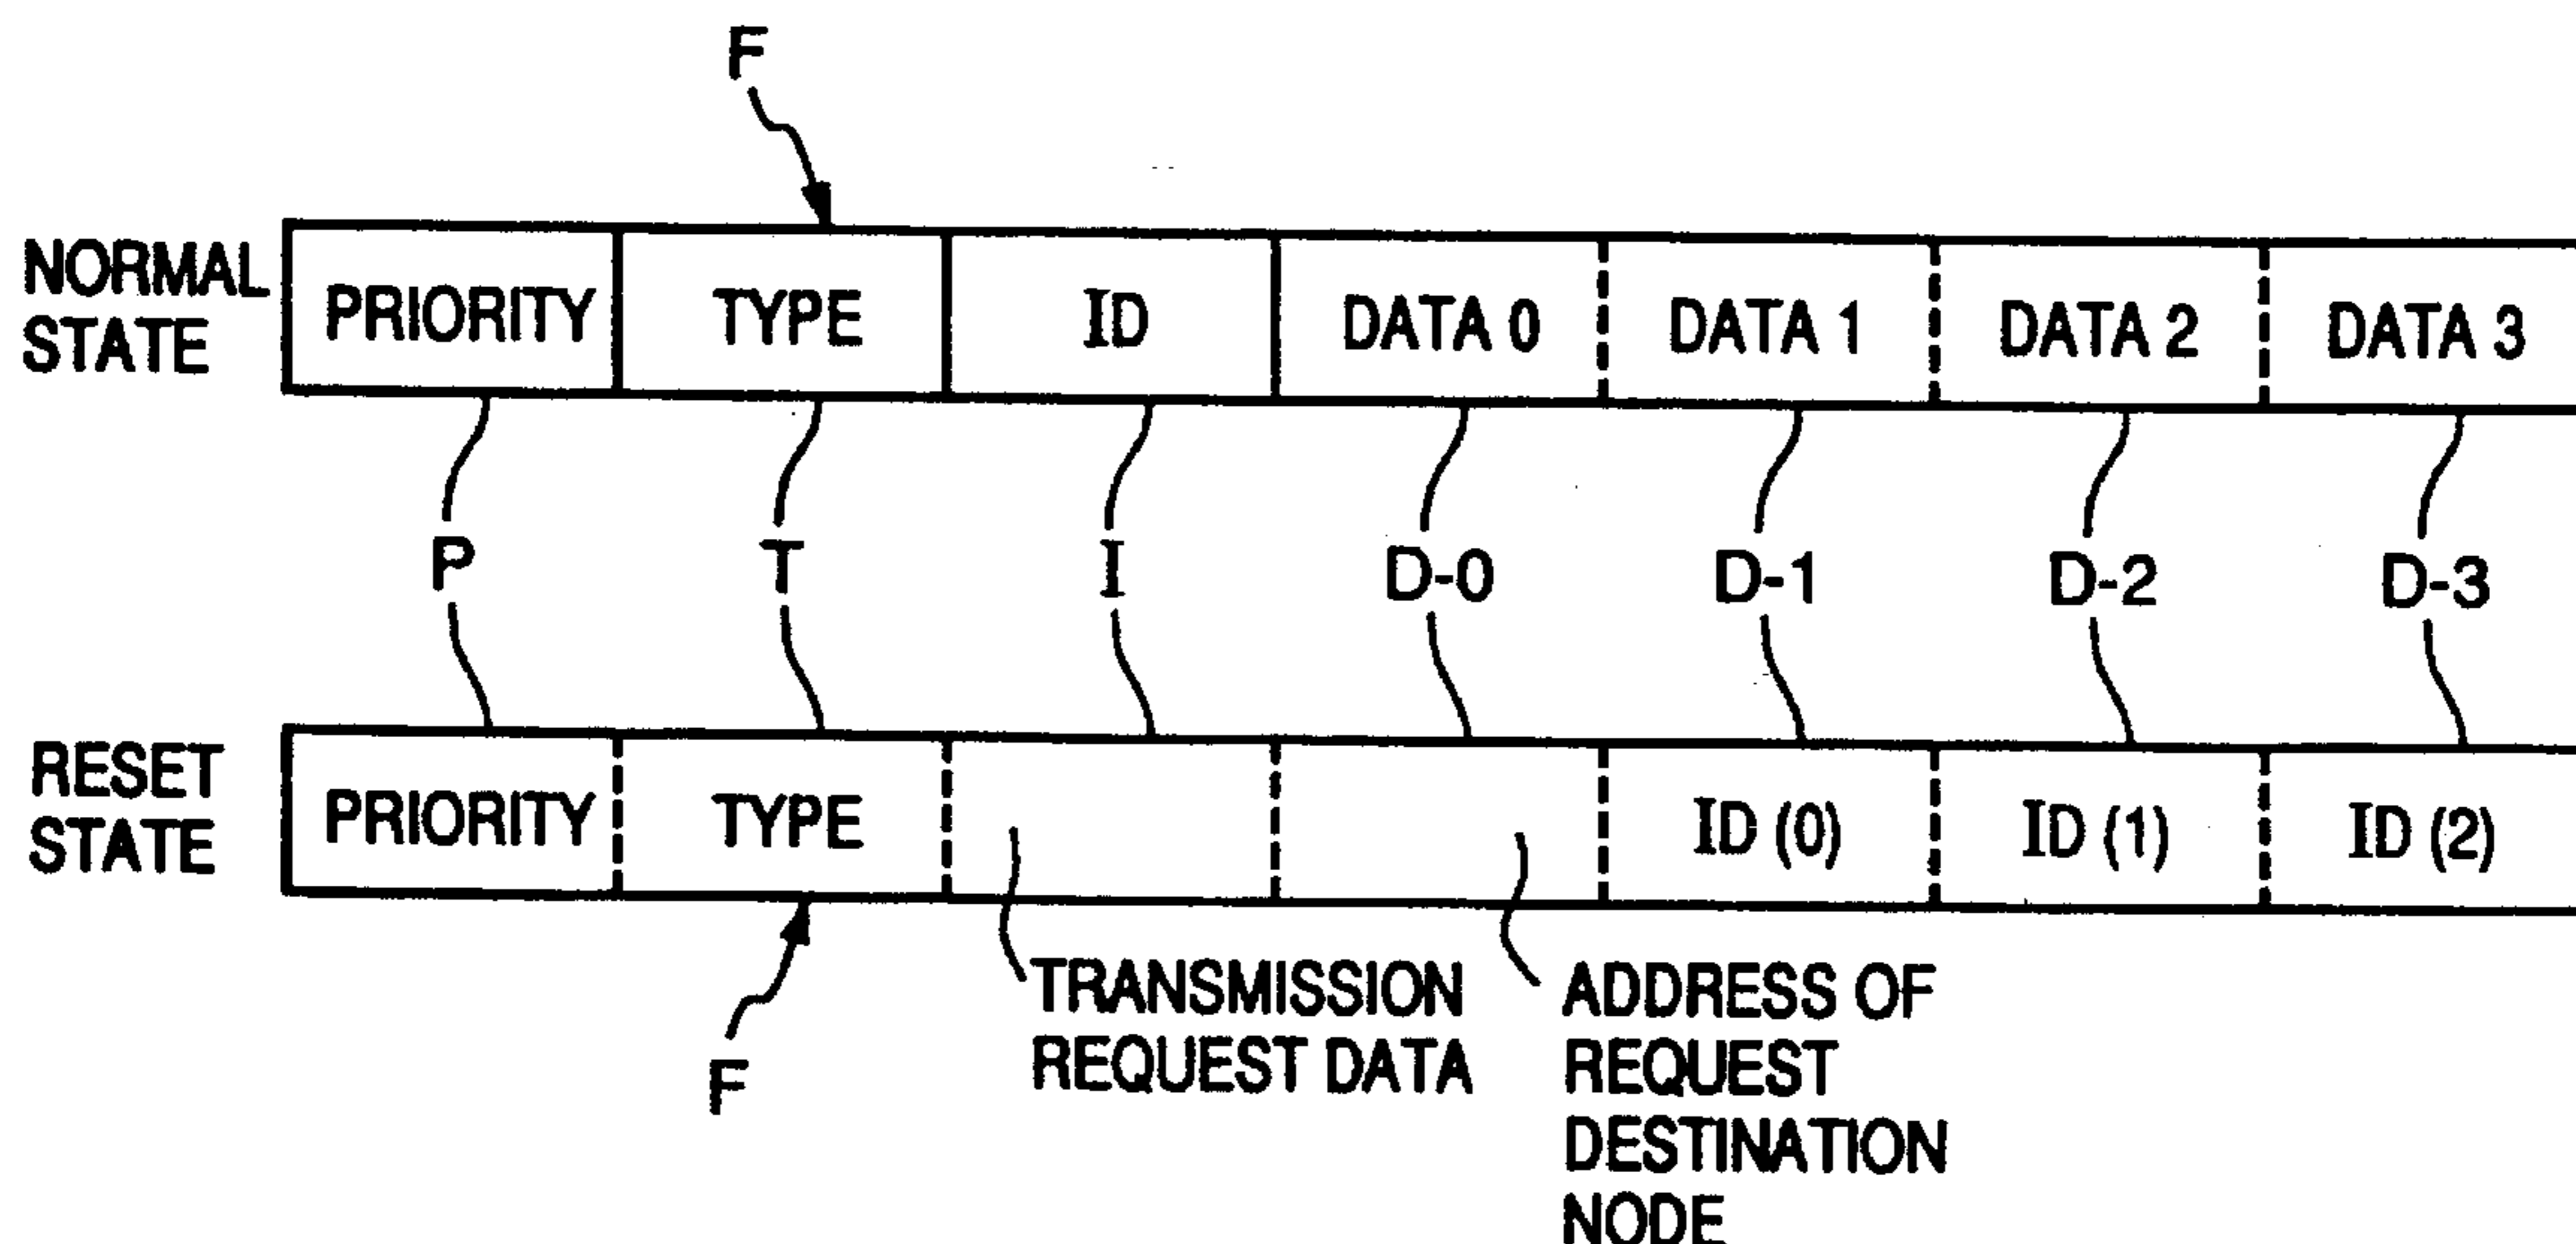 F
NORMAL
STATE
PRIORITY
TYPE
ID
DATA 0
DATA 1
DATA 2
DATA 3
P
T
I
D-0
D-1
D-2
D-3
RESET
STATE
PRIORITY
TYPE
ID (0)
ID (1)
ID (2)
F
TRANSMISSION
REQUEST DATA
ADDRESS OF
REQUEST
DESTINATION
NODE